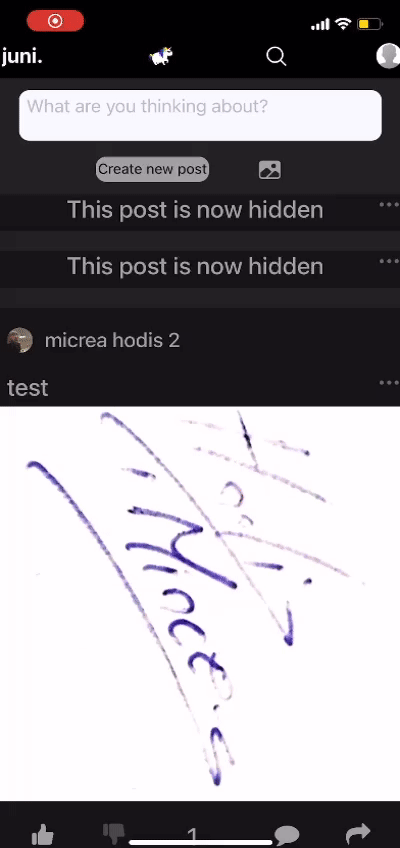 juni.
What are you thinking about?
Create new post
This post is now hidden
This post is now hidden
micrea hodis 2
test
1